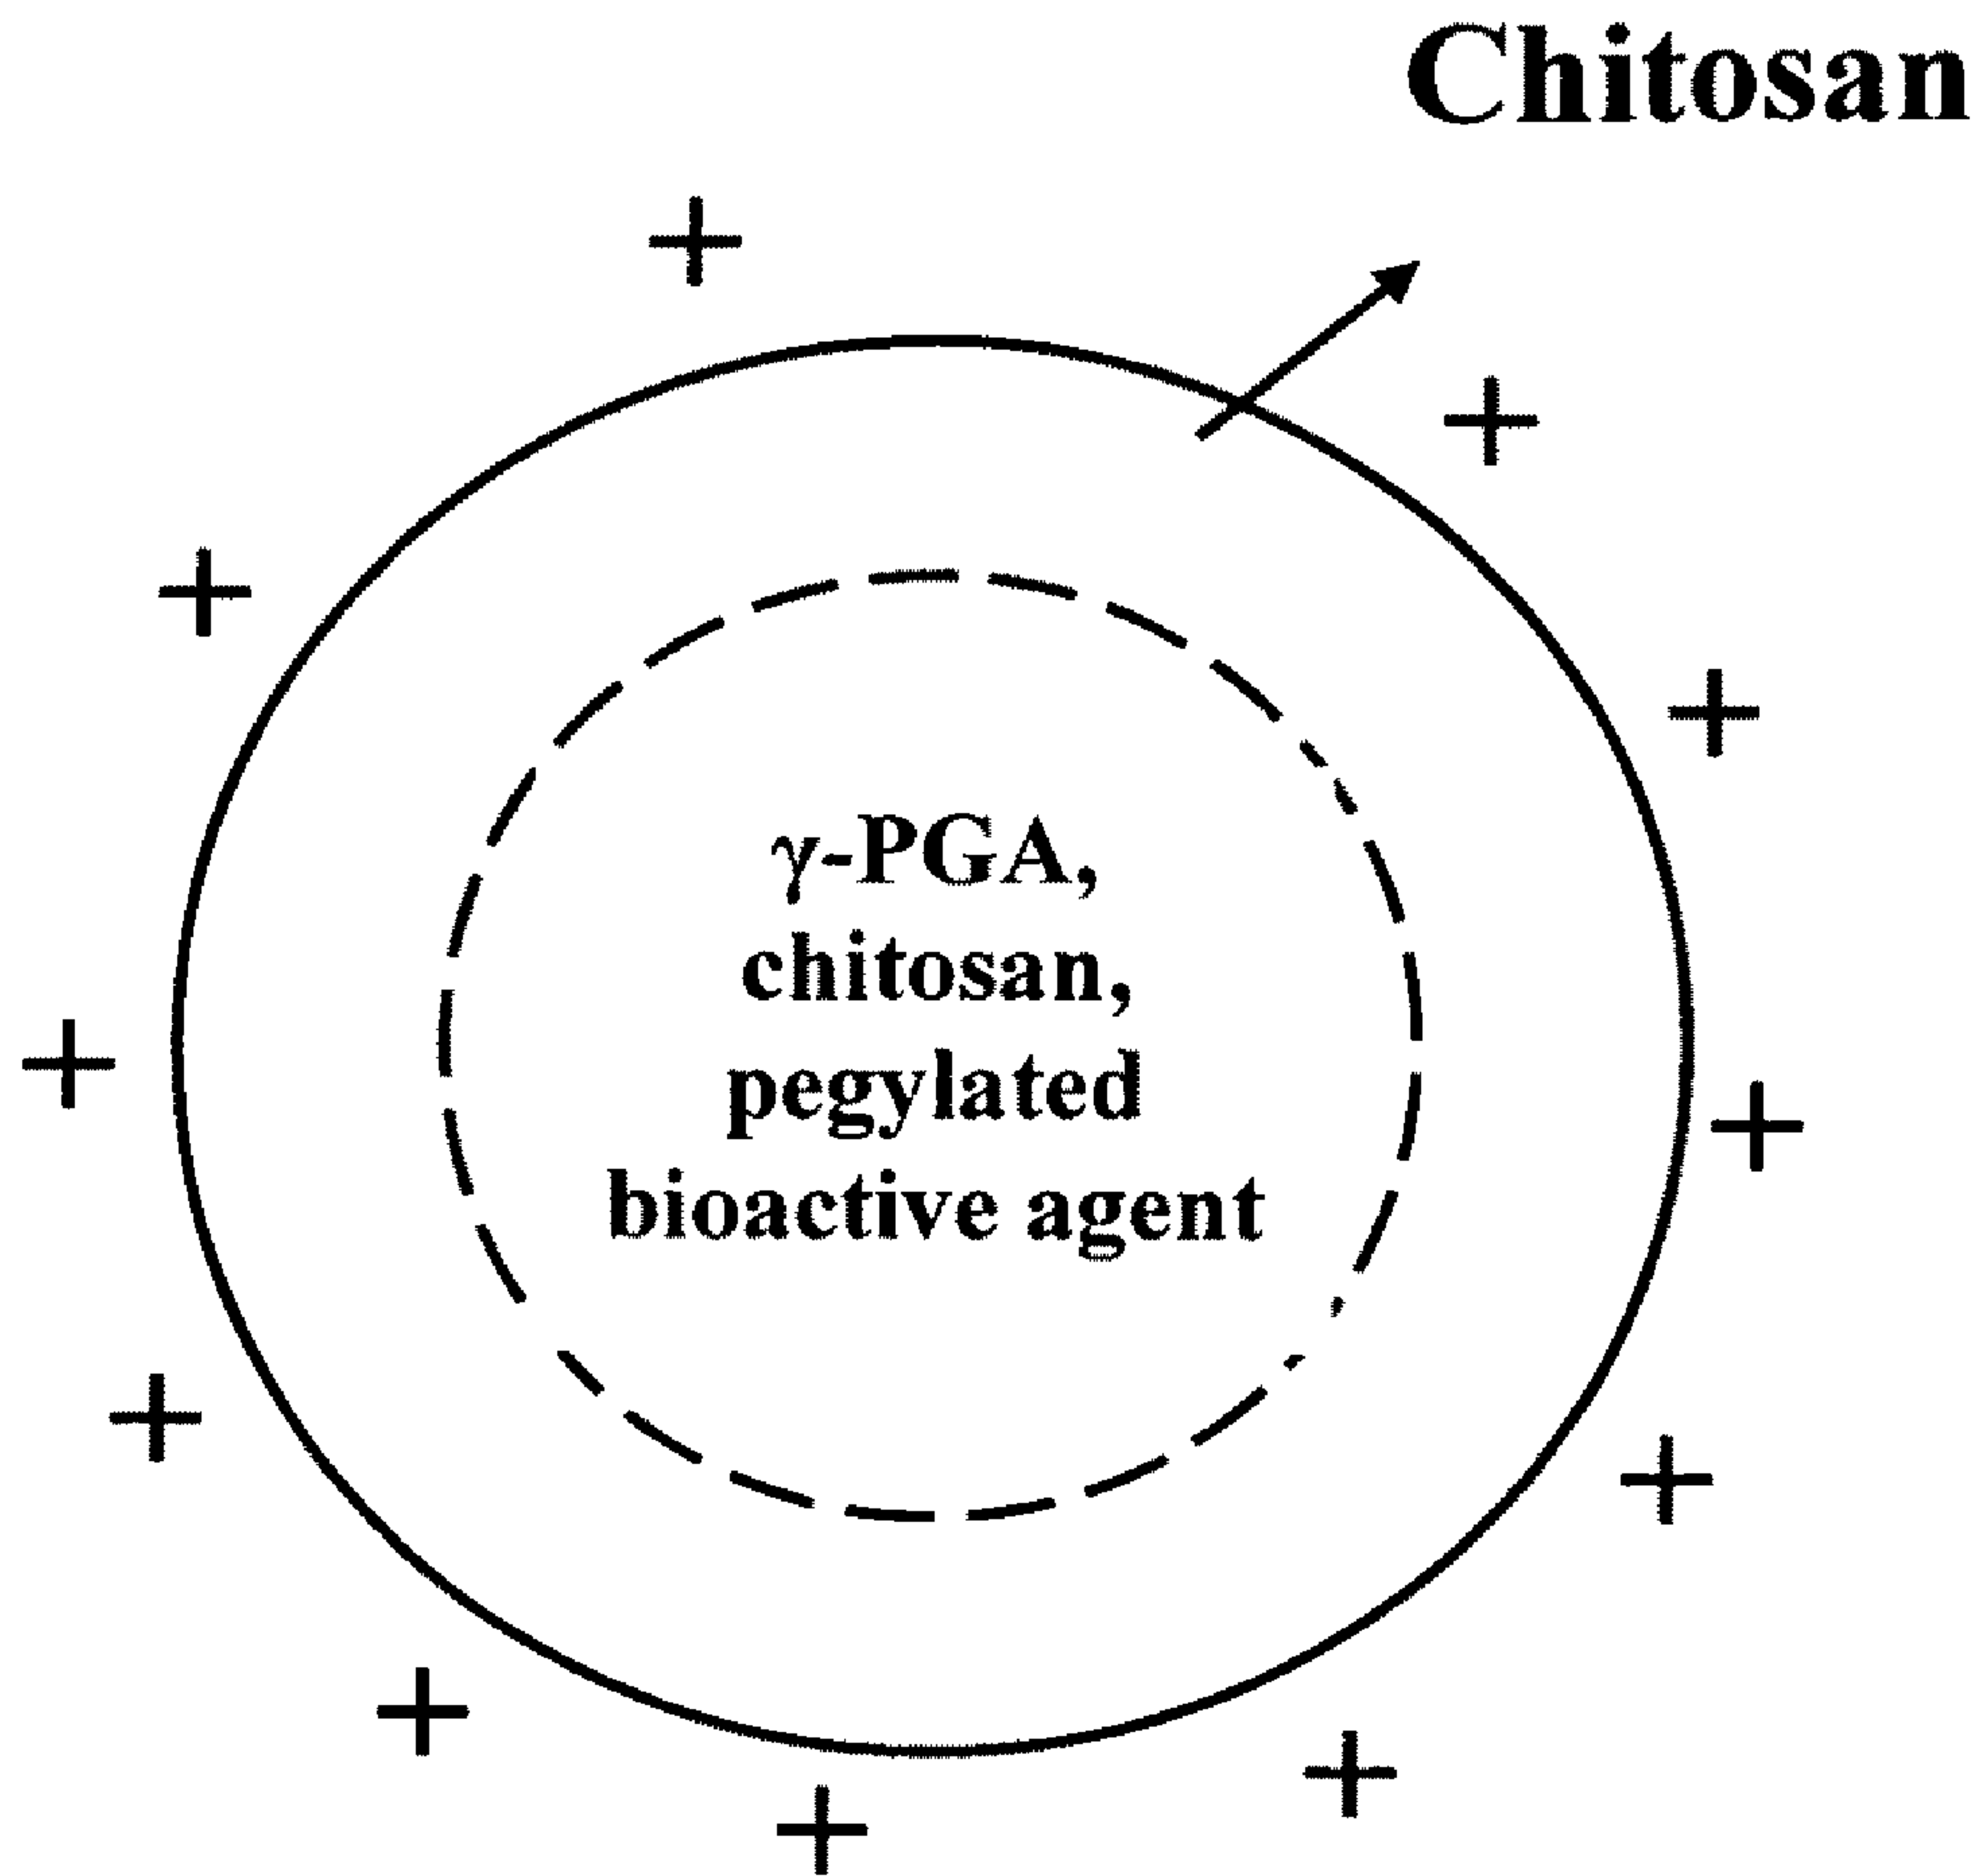 Chitosan
γ-PGA,
chitosan,
pegylated
bioactive agent